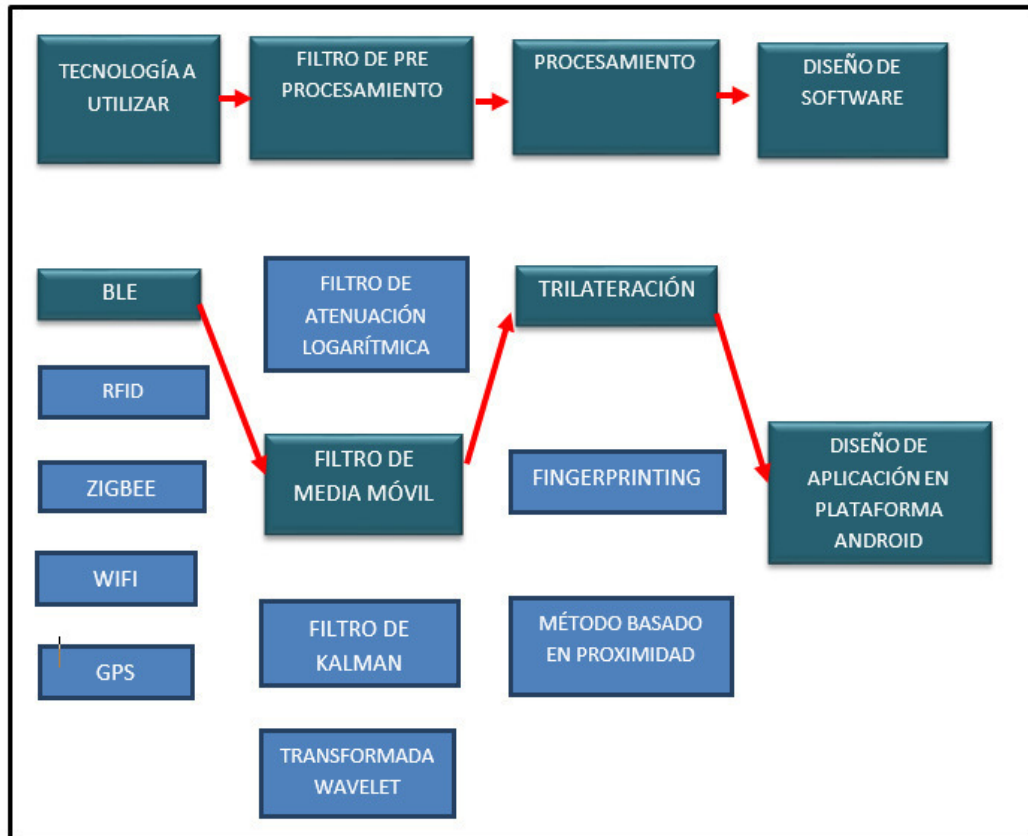 TECNOLOGÍA A
UTILIZAR
FILTRO DE PRE
PROCESAMIENTO
PROCESAMIENTO
DISEÑO DE
SOFTWARE
BLE
RFID
ZIGBEE
WIFI
GPS
FILTRO DE
ATENUACIÓN
LOGARÍTMICA
FILTRO DE
MEDIA MÓVIL
FILTRO DE
KALMAN
TRANSFORMADA
WAVELET
TRILATERACIÓN
FINGERPRINTING
MÉTODO BASADO
EN PROXIMIDAD
DISEÑO DE
APLICACIÓN EN
PLATAFORMA
ANDROID